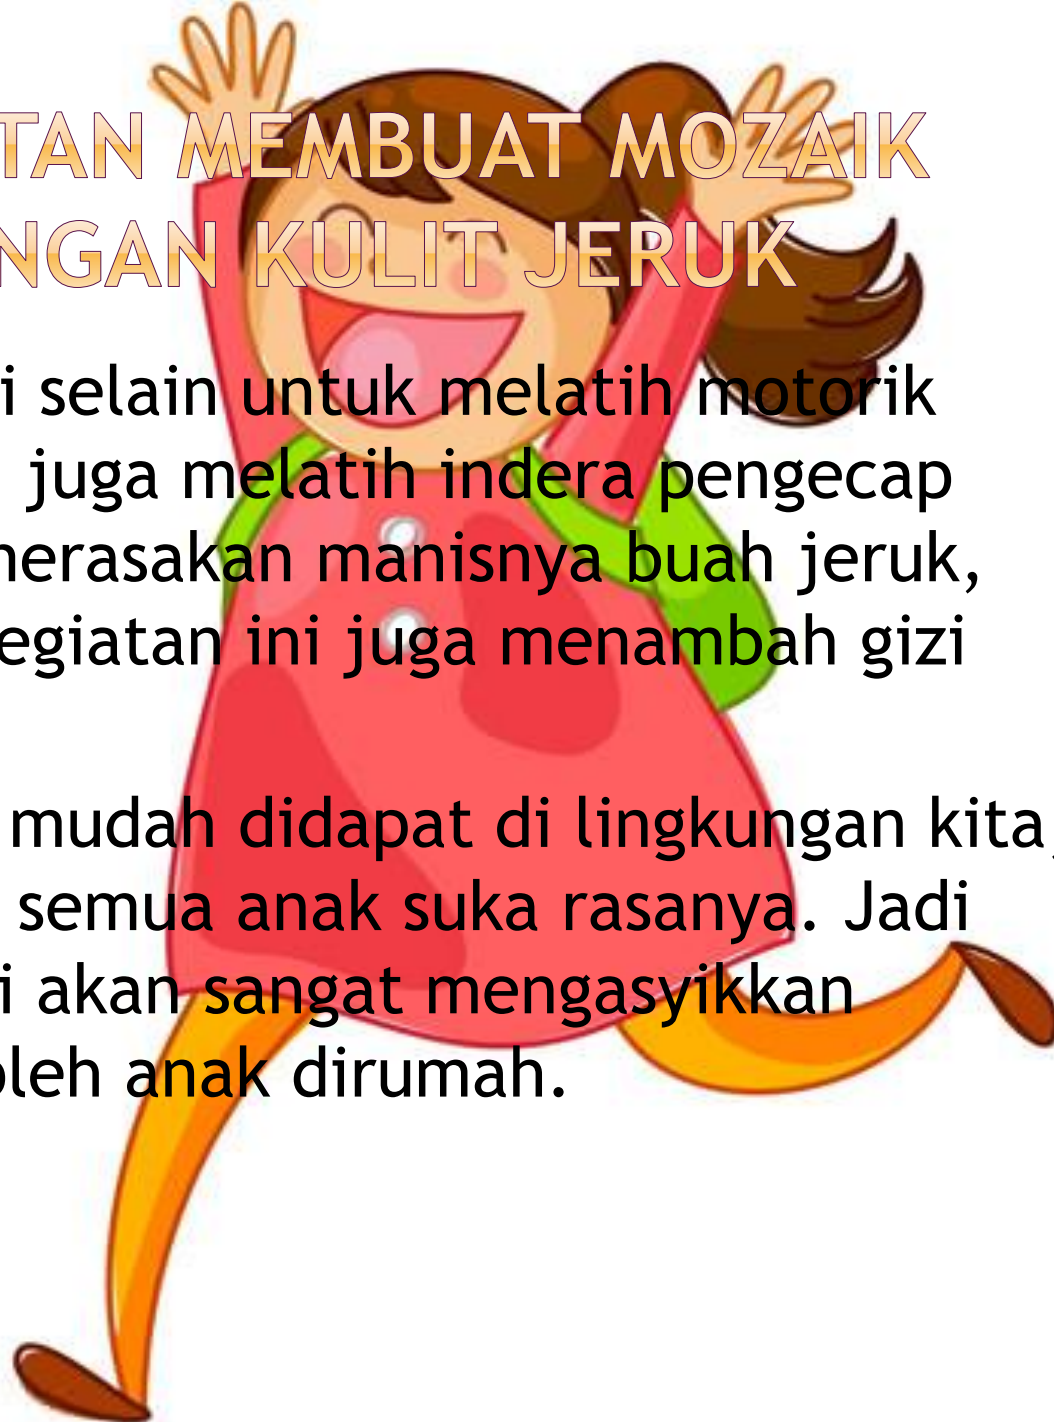 TAN MEMBUAT MOZAIK
NGAN KULIT JERUK
i selain untuk melatih motorik
juga melatih indera pengecap
nerasakan manisnya buah jeruk,
egiatan ini juga menambah gizi
mudah didapat di lingkungan kita,
semua anak suka rasanya. Jadi
i akan sangat mengasyikkan
oleh anak dirumah.